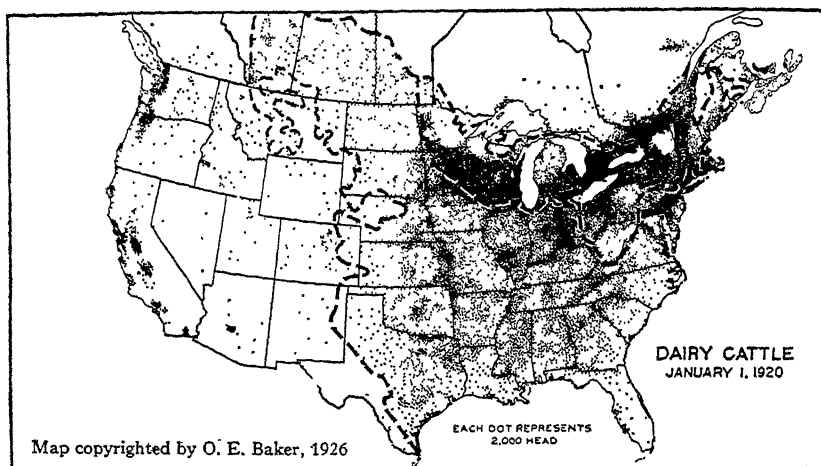 DAIRY CATTLE
JANUARY 1, 1920
EACH DOT REPRESENTS
2,000 HEAD
Map copyrighted by O. E. Baker, 1926